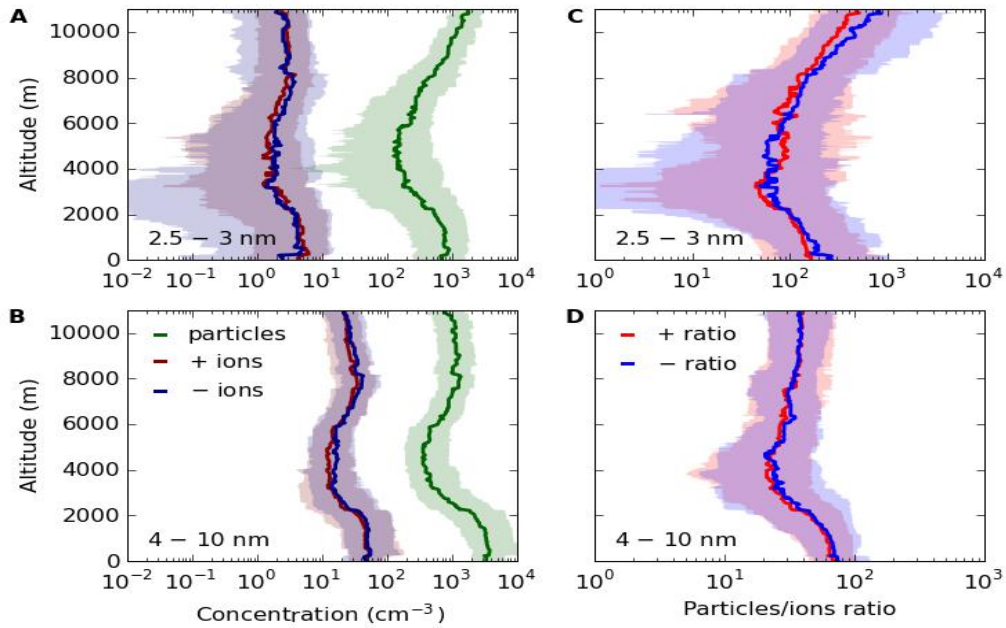 A
C
10000
8000
6000
4000
2000
0
Altitude (m)
2.5 − 3 nm
2.5 − 3 nm
10⁻² 10⁻¹ 10⁰ 10¹ 10² 10³ 10⁴
10⁰ 10¹ 10² 10³ 10⁴
B
D
10000
8000
6000
4000
2000
0
Altitude (m)
particles
+ ions
− ions
+ ratio
− ratio
4 − 10 nm
4 − 10 nm
10⁻² 10⁻¹ 10⁰ 10¹ 10² 10³ 10⁴
10⁰ 10¹ 10² 10³
Concentration (cm⁻³)
Particles/ions ratio